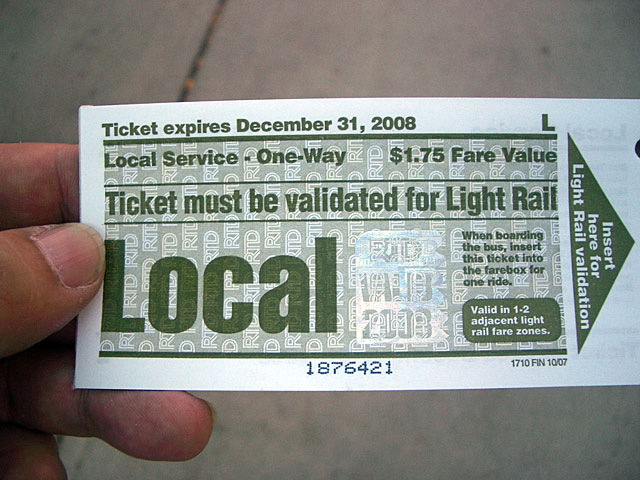 Ticket expires December 31, 2008 L
Local Service - One-Way $1.75 Fare Value
Ticket must be validated for Light Rail
Local
RTD
When boarding
the bus, insert
this ticket into
the farebox for
one ride.
Valid in 1-2
adjacent light
rail fare zones.
Insert
here for
Light Rail validation
1876421
1710 FIN 10/07